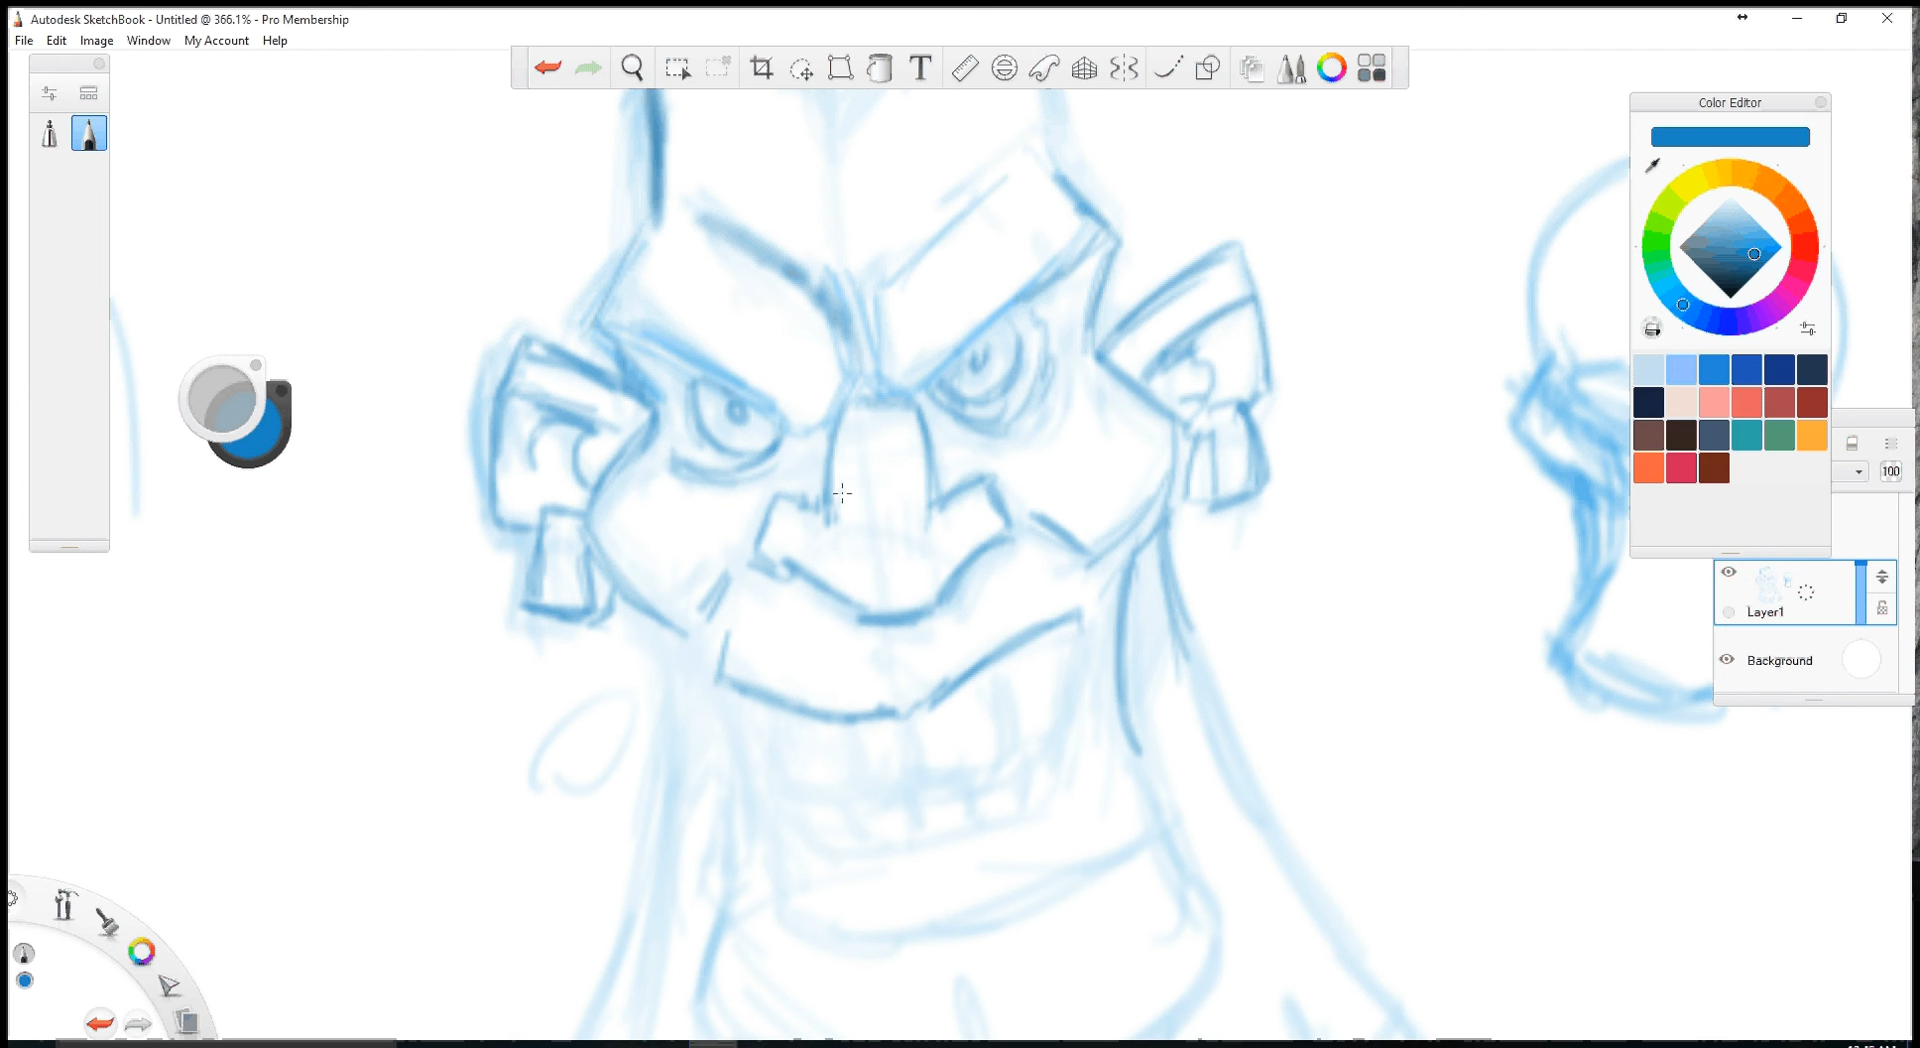 Autodesk SketchBook - Untitled @ 366.1% - Pro Membership
File Edit Image Window My Account Help
T
Color Editor
100
Layer1
Background